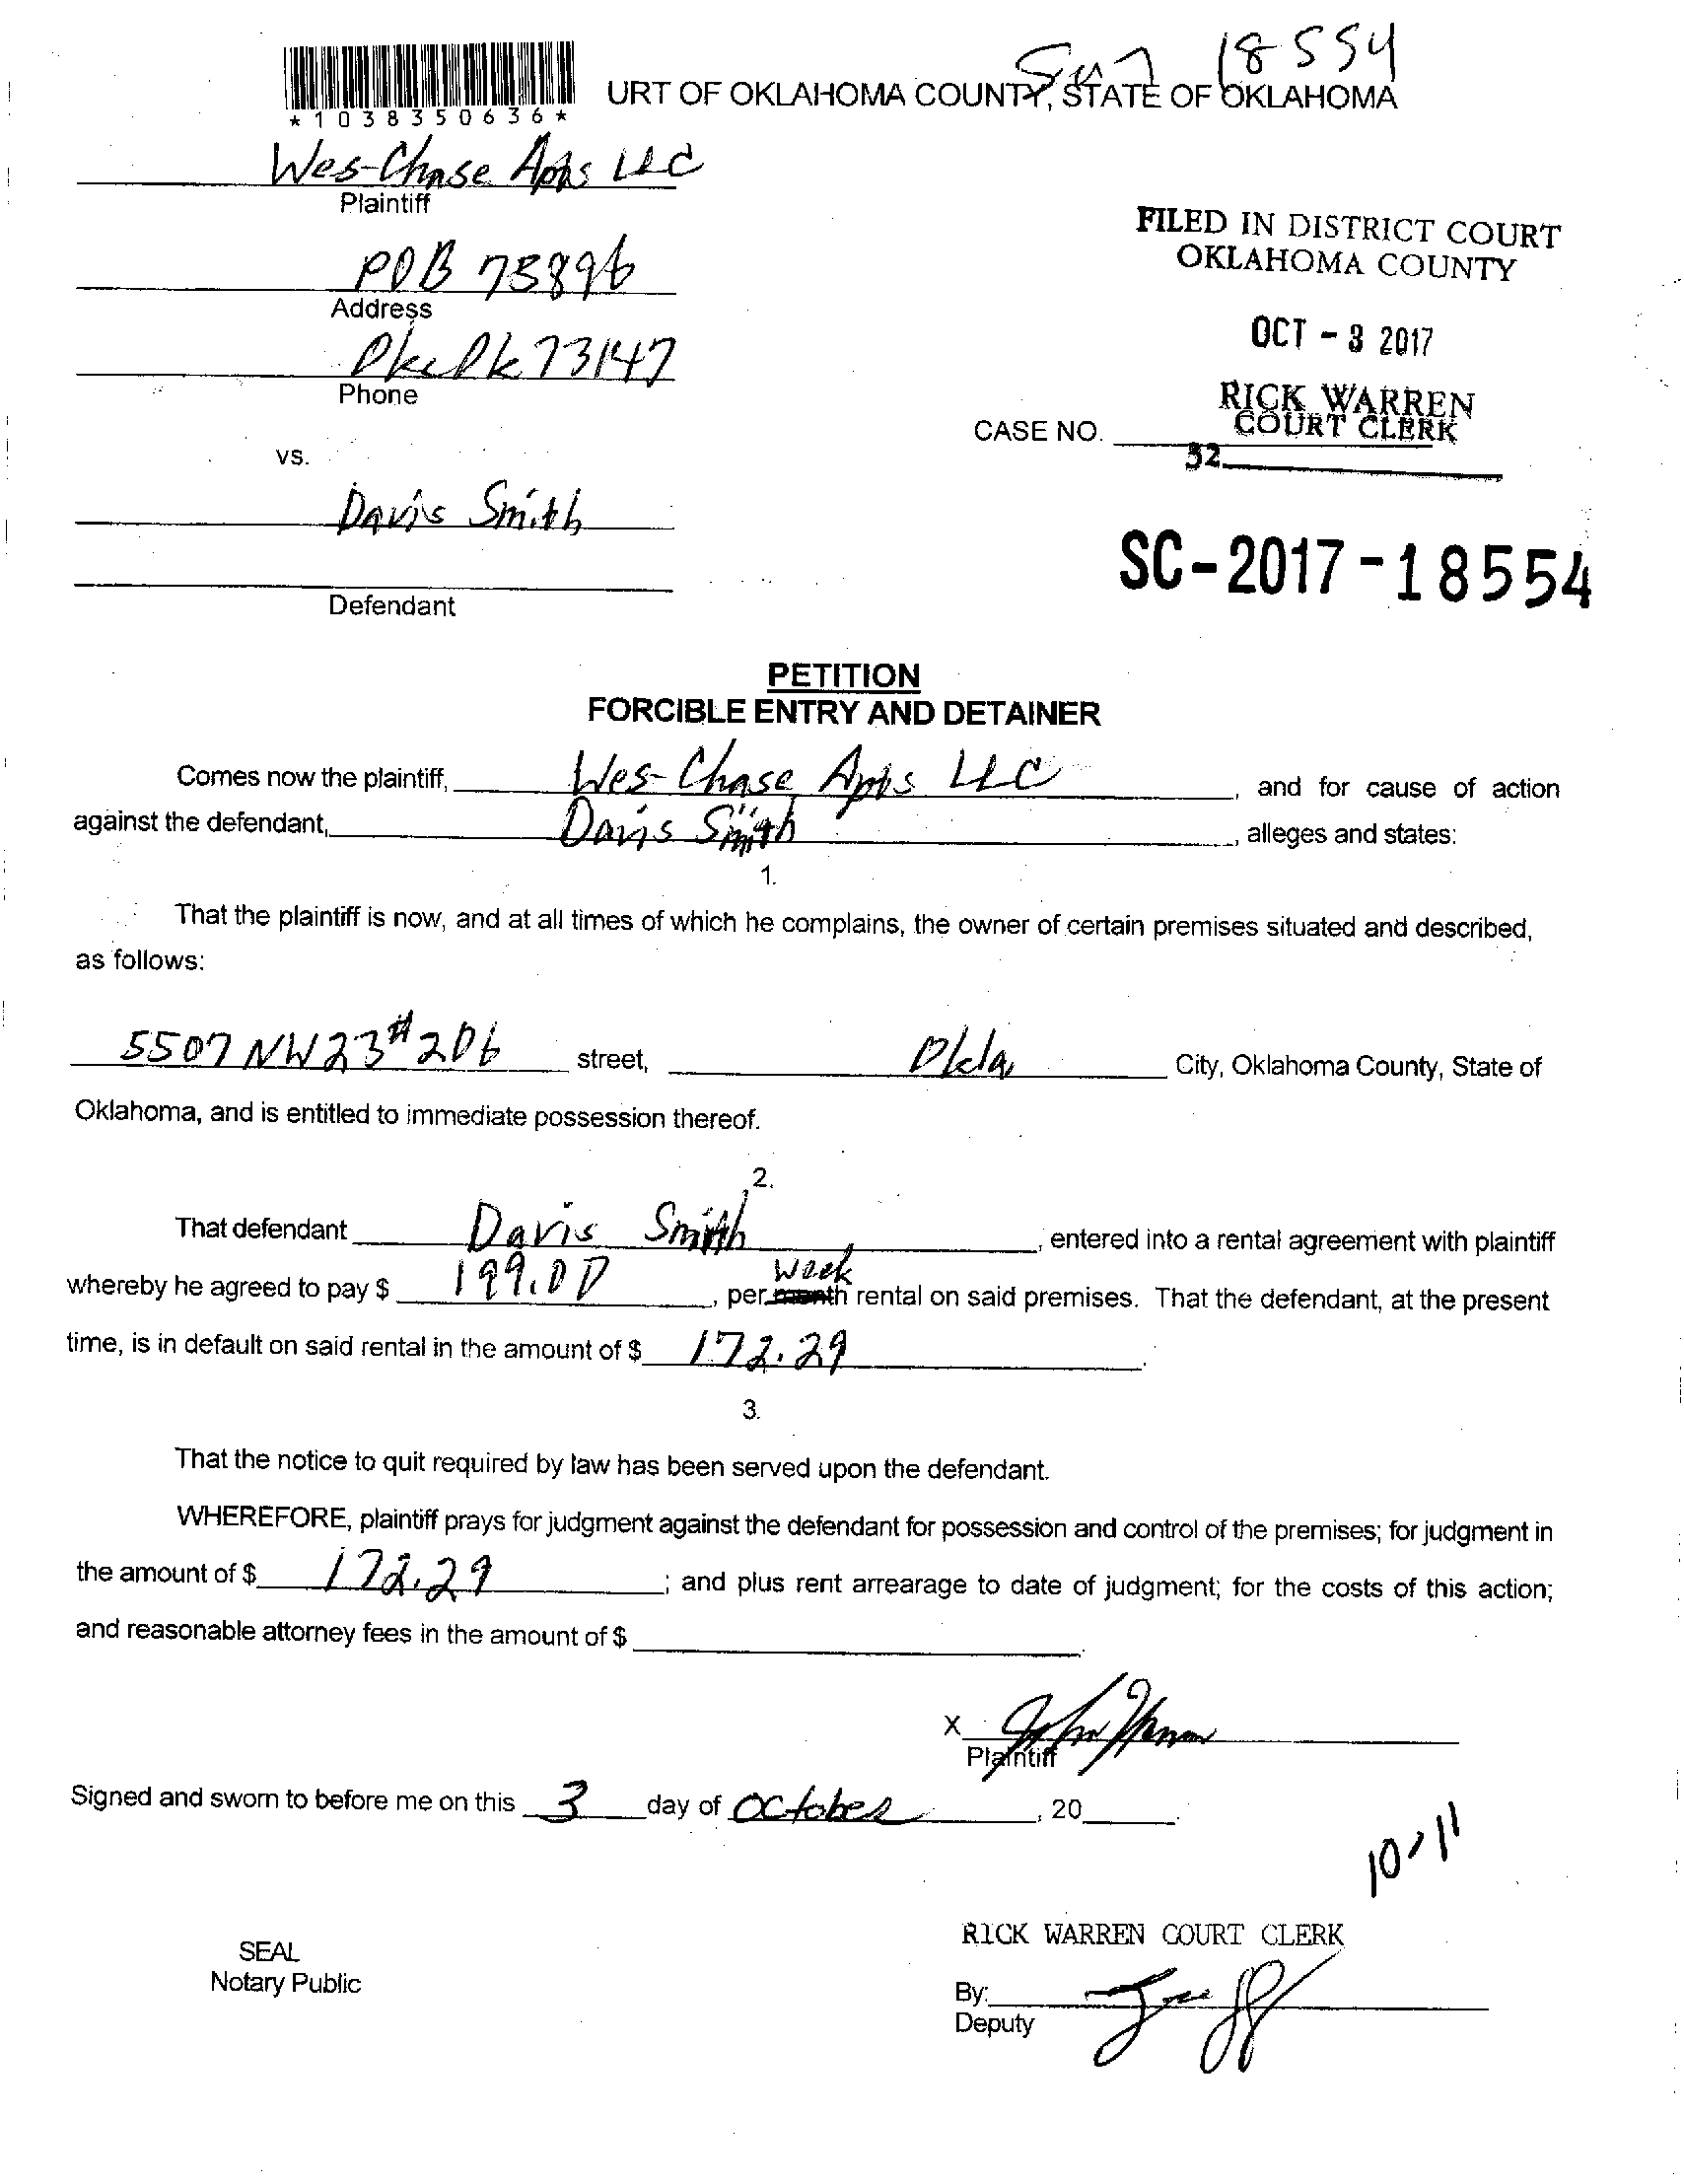 18554
URT OF OKLAHOMA COUNTY, STATE OF OKLAHOMA
*1038350636*
Wes-Chase Apts LLC
Plaintiff
POB 75896
Address
Okc Ok 73147
Phone
FILED IN DISTRICT COURT
OKLAHOMA COUNTY
OCT - 3 2017
RICK WARREN
COURT CLERK
CASE NO.
32
vs.
Davis Smith
Defendant
SC-2017-18554
PETITION
FORCIBLE ENTRY AND DETAINER
Comes now the plaintiff, Wes-Chase Apts LLC, and for cause of action
against the defendant, Davis Smith, alleges and states:
1.
That the plaintiff is now, and at all times of which he complains, the owner of certain premises situated and described,
as follows:
5507 NW 23 #206 street, Okla, City, Oklahoma County, State of
Oklahoma, and is entitled to immediate possession thereof.
2.
That defendant Davis Smith, entered into a rental agreement with plaintiff
week
whereby he agreed to pay $ 199.00, per month rental on said premises. That the defendant, at the present
time, is in default on said rental in the amount of $ 172.29.
3.
That the notice to quit required by law has been served upon the defendant.
WHEREFORE, plaintiff prays for judgment against the defendant for possession and control of the premises; for judgment in
the amount of $ 172.29; and plus rent arrearage to date of judgment; for the costs of this action;
and reasonable attorney fees in the amount of $ .
X
Plaintiff
Signed and sworn to before me on this 3 day of October, 20 .
10-11
RICK WARREN COURT CLERK
SEAL
Notary Public
By:
Deputy